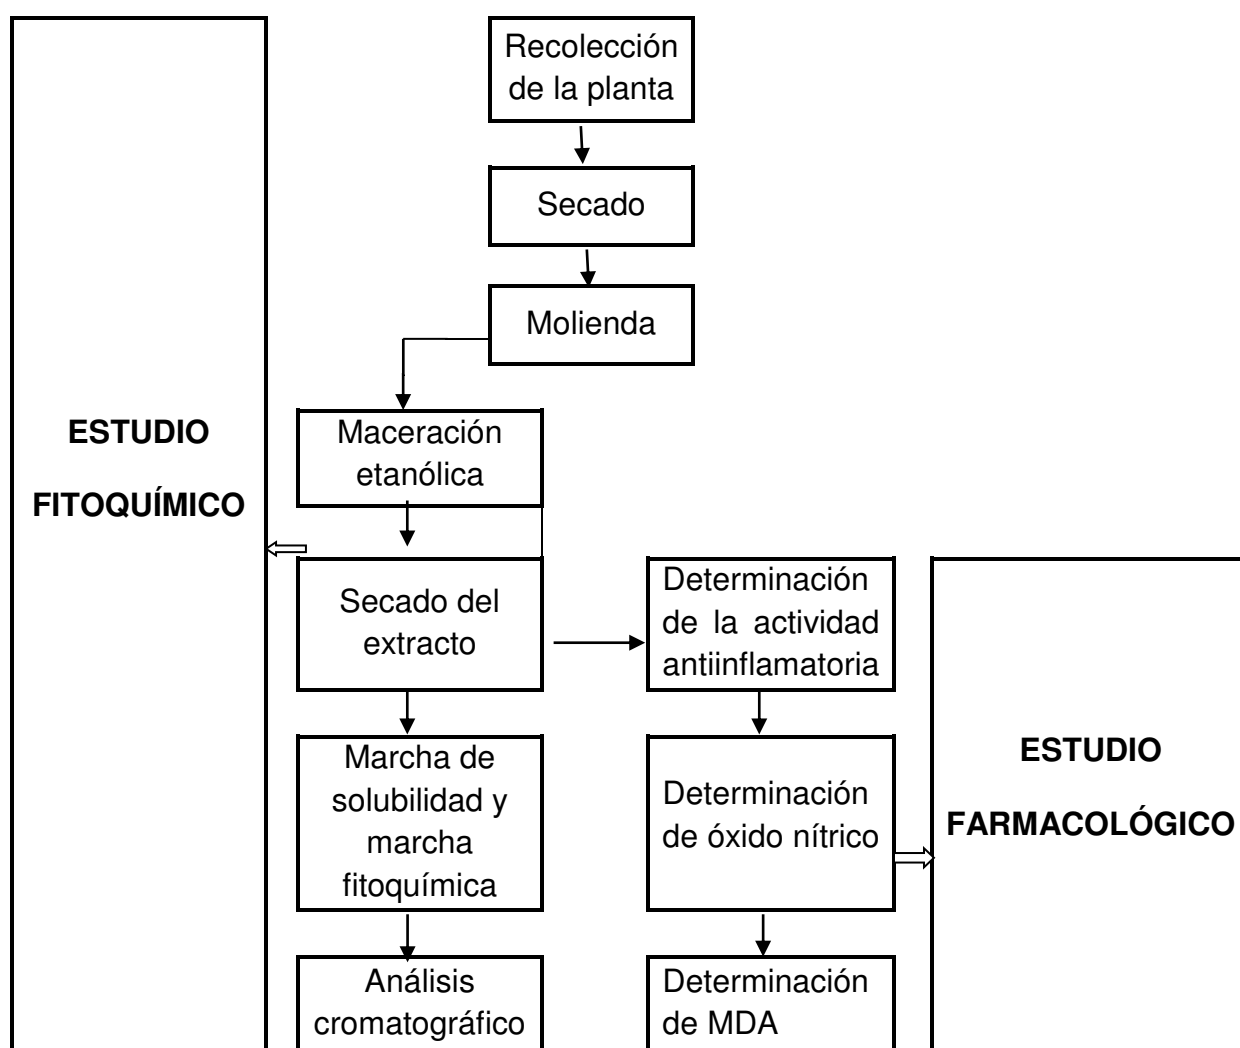 Recolección
de la planta
Secado
Molienda
ESTUDIO
FITOQUÍMICO
Maceración
etanólica
Secado del
extracto
Marcha de
solubilidad y
marcha
fitoquímica
Análisis
cromatográfico
Determinación
de la actividad
antiinflamatoria
Determinación
de óxido nítrico
Determinación
de MDA
ESTUDIO
FARMACOLÓGICO